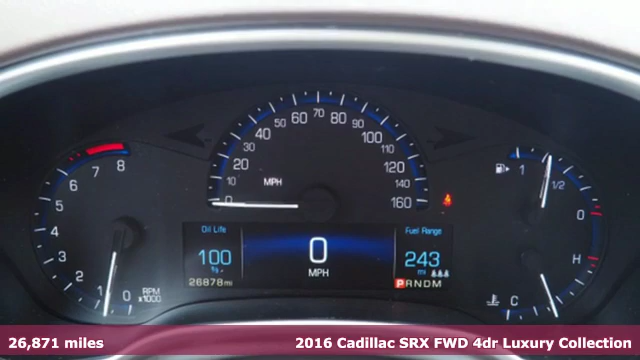 60 70 80
50 90
40 100
30
20 120
10 MPH 140
0 160
8
7
6
5
4
3
2
1
0
RPM
x1000
1
1/2
0
H
C
Oil Life
100
%
26878mi
0
MPH
Fuel Range
243
mi
PRNDM
26,871 miles
2016 Cadillac SRX FWD 4dr Luxury Collection